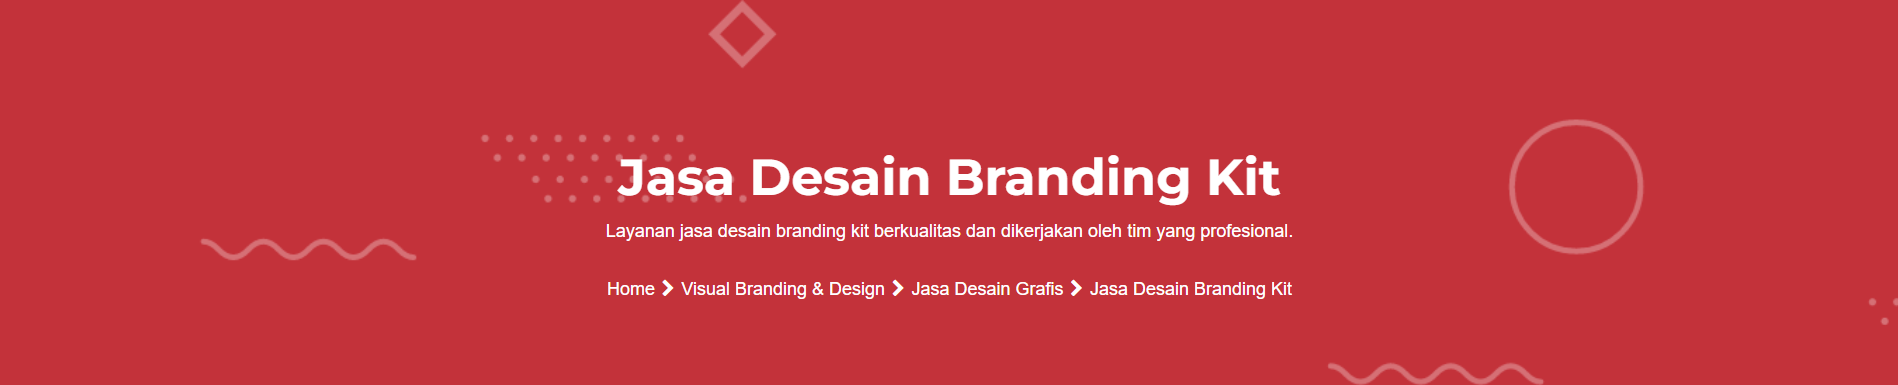 Jasa Desain Branding Kit
Layanan jasa desain branding kit berkualitas dan dikerjakan oleh tim yang profesional.
Home > Visual Branding & Design > Jasa Desain Grafis > Jasa Desain Branding Kit